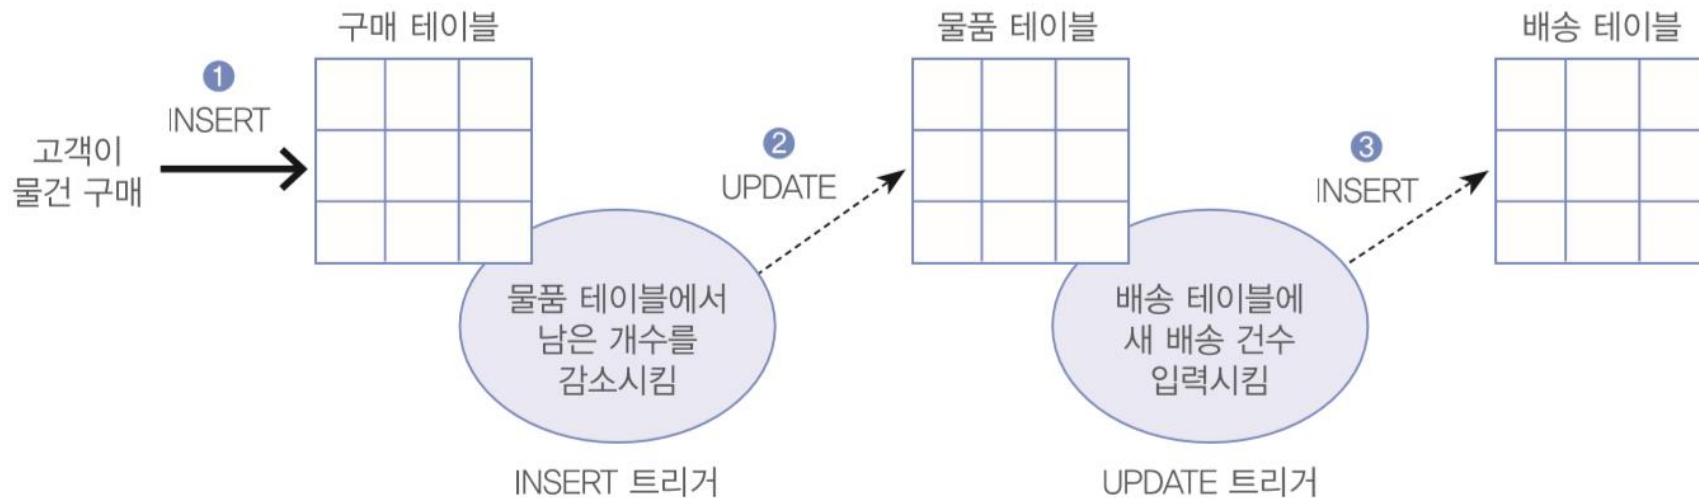 구매 테이블
물품 테이블
배송 테이블
1
INSERT
고객이
물건 구매
2
UPDATE
3
INSERT
물품 테이블에서
남은 개수를
감소시킴
배송 테이블에
새 배송 건수
입력시킴
INSERT 트리거
UPDATE 트리거